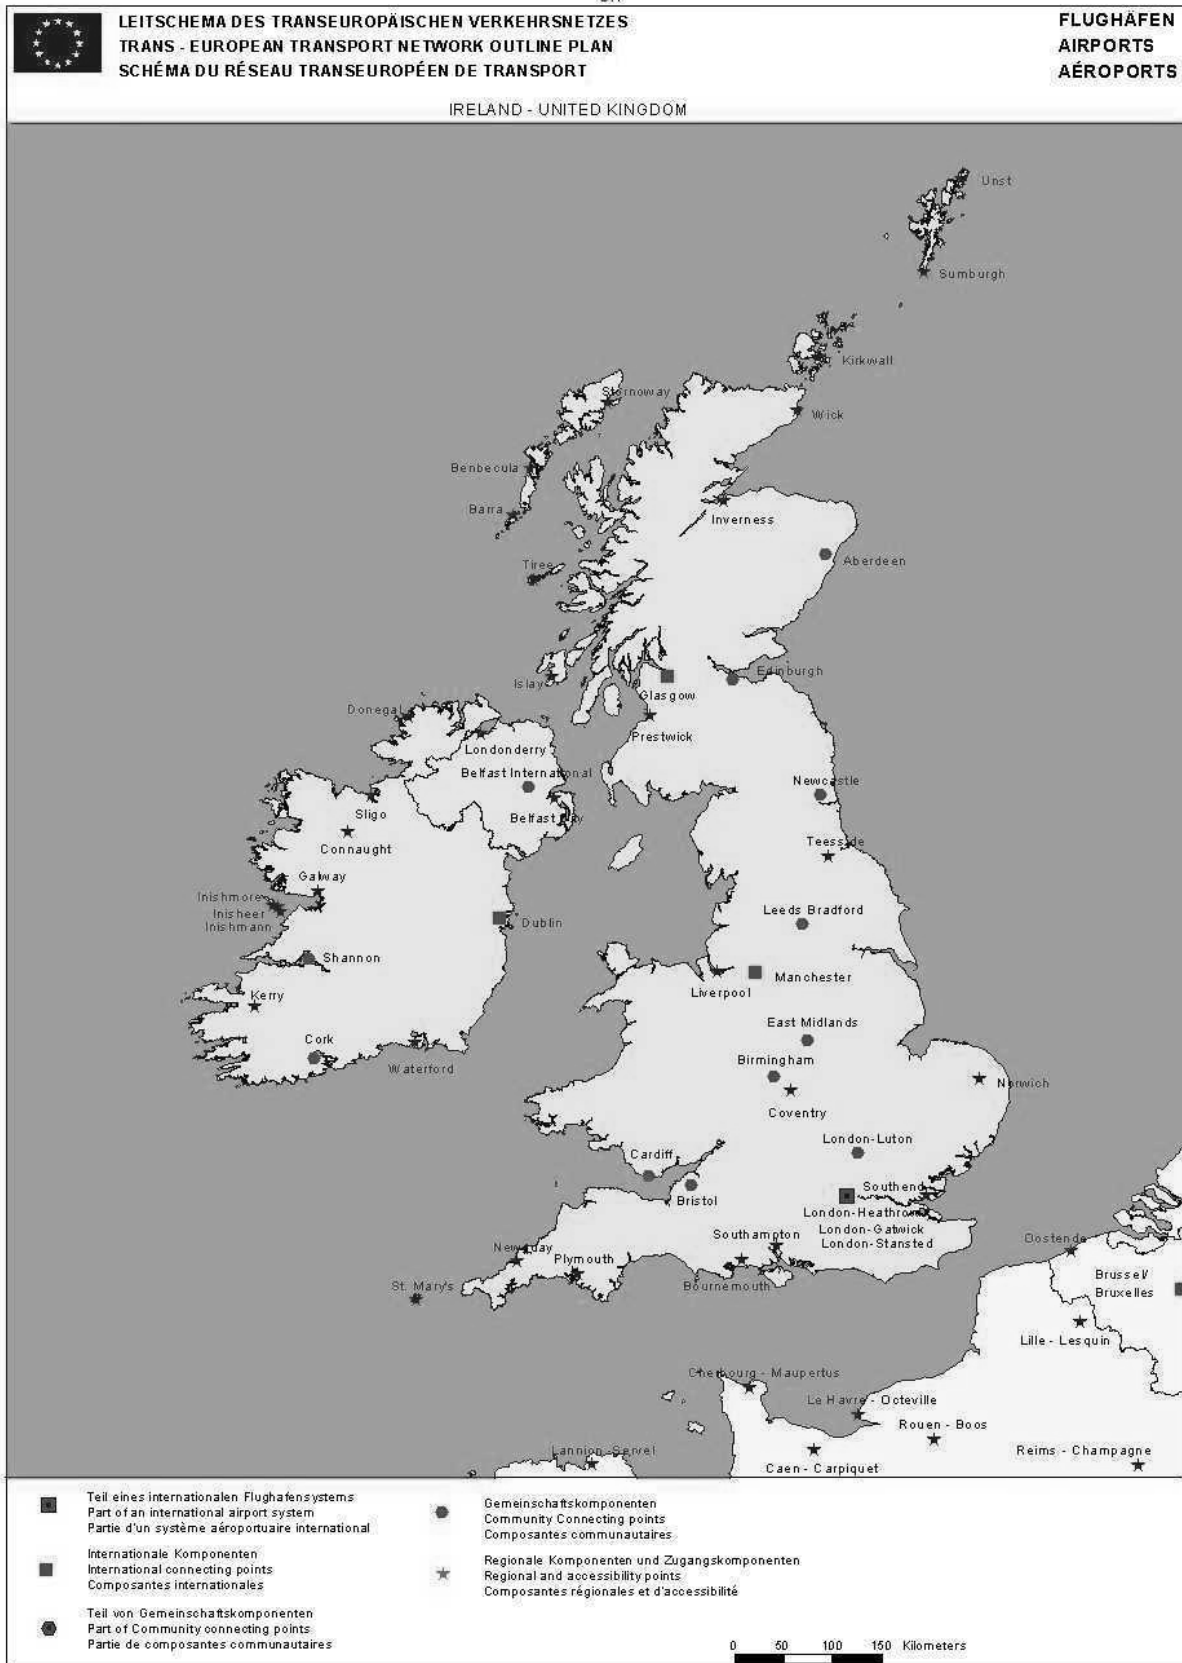 LEITSCHEMA DES TRANSEUROPÄISCHEN VERKEHRSNETZES
TRANS - EUROPEAN TRANSPORT NETWORK OUTLINE PLAN
SCHÉMA DU RÉSEAU TRANSEUROPÉEN DE TRANSPORT
FLUGHÄFEN
AIRPORTS
AÉROPORTS
IRELAND - UNITED KINGDOM
Unst
Sumburgh
Kirkwall
Stornoway
Wick
Benbecula
Barra
Inverness
Aberdeen
Tiree
Edinburgh
Islay
Glasgow
Donegal
Prestwick
Londonderry
Belfast International
Newcastle
Sligo
Belfast City
Teesside
Connaught
Galway
Inishmore
Inisheer
Inishmann
Leeds Bradford
Dublin
Shannon
Manchester
Liverpool
Kerry
East Midlands
Cork
Birmingham
Waterford
Norwich
Coventry
London-Luton
Cardiff
Southend
Bristol
London-Heathrow
London-Gatwick
London-Stansted
Southampton
Oostende
Newquay
Plymouth
Brussel/
Bruxelles
St. Mary's
Bournemouth
Lille - Lesquin
Cherbourg - Maupertus
Le Havre - Octeville
Rouen - Boos
Lannion - Servel
Reims - Champagne
Caen - Carpiquet
Teil eines internationalen Flughafensystems
Part of an international airport system
Partie d'un système aéroportuaire international
Internationale Komponenten
International connecting points
Composantes internationales
Teil von Gemeinschaftskomponenten
Part of Community connecting points
Partie de composantes communautaires
Gemeinschaftskomponenten
Community Connecting points
Composantes communautaires
Regionale Komponenten und Zugangskomponenten
Regional and accessibility points
Composantes régionales et d'accessibilité
0 50 100 150 Kilometers